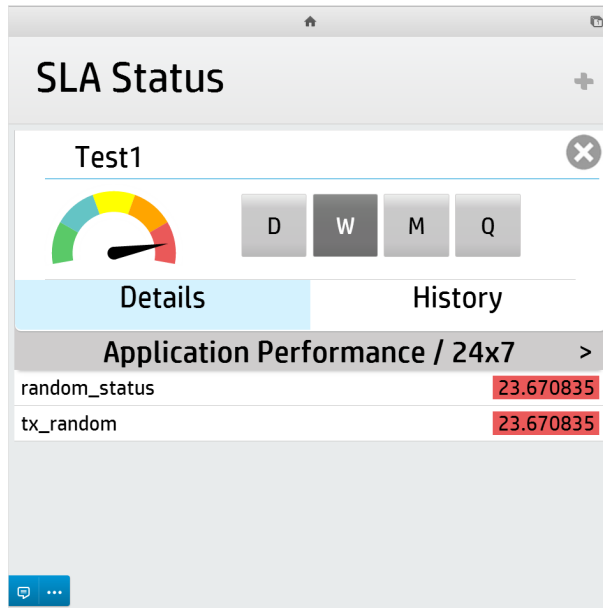 SLA Status
Test1
D W M Q
Details History
Application Performance / 24x7 >
random_status 23.670835
tx_random 23.670835